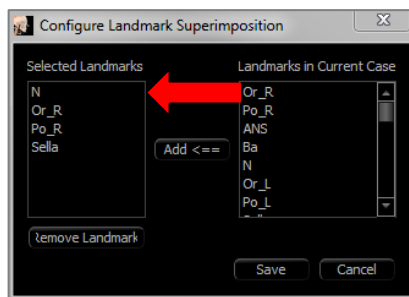 Configure Landmark Superimposition
Selected Landmarks
N
Or_R
Po_R
Sella
Remove Landmark
Add <==
Landmarks in Current Case
Or_R
Po_R
ANS
Ba
N
Or_L
Po_L
Save
Cancel